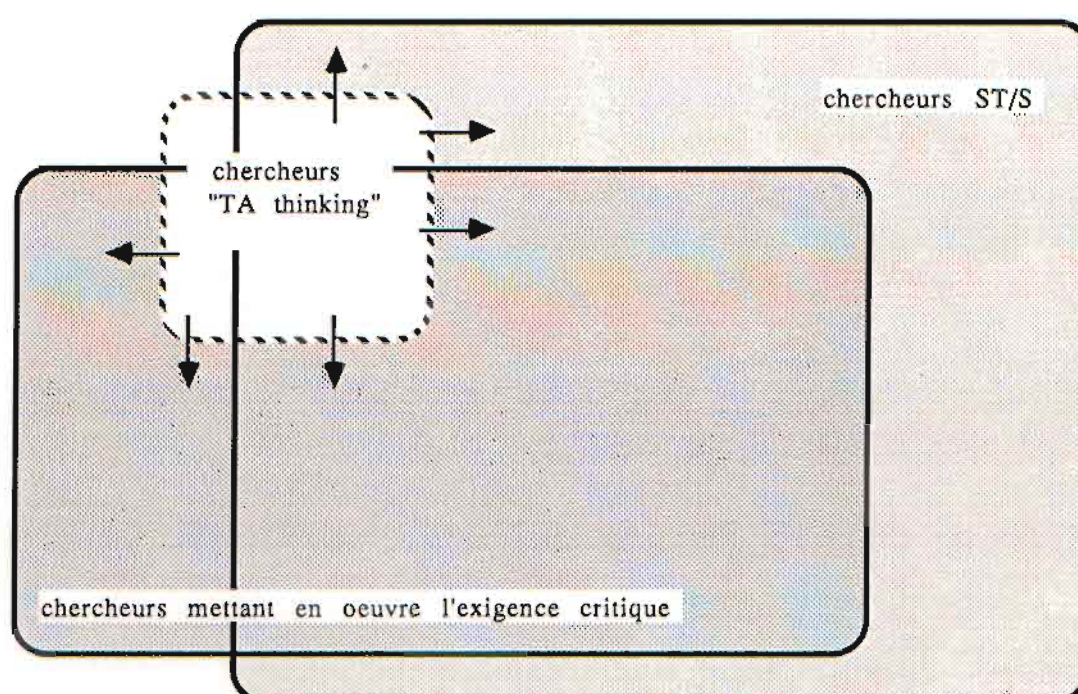 chercheurs ST/S
chercheurs
"TA thinking"
chercheurs mettant en oeuvre l'exigence critique